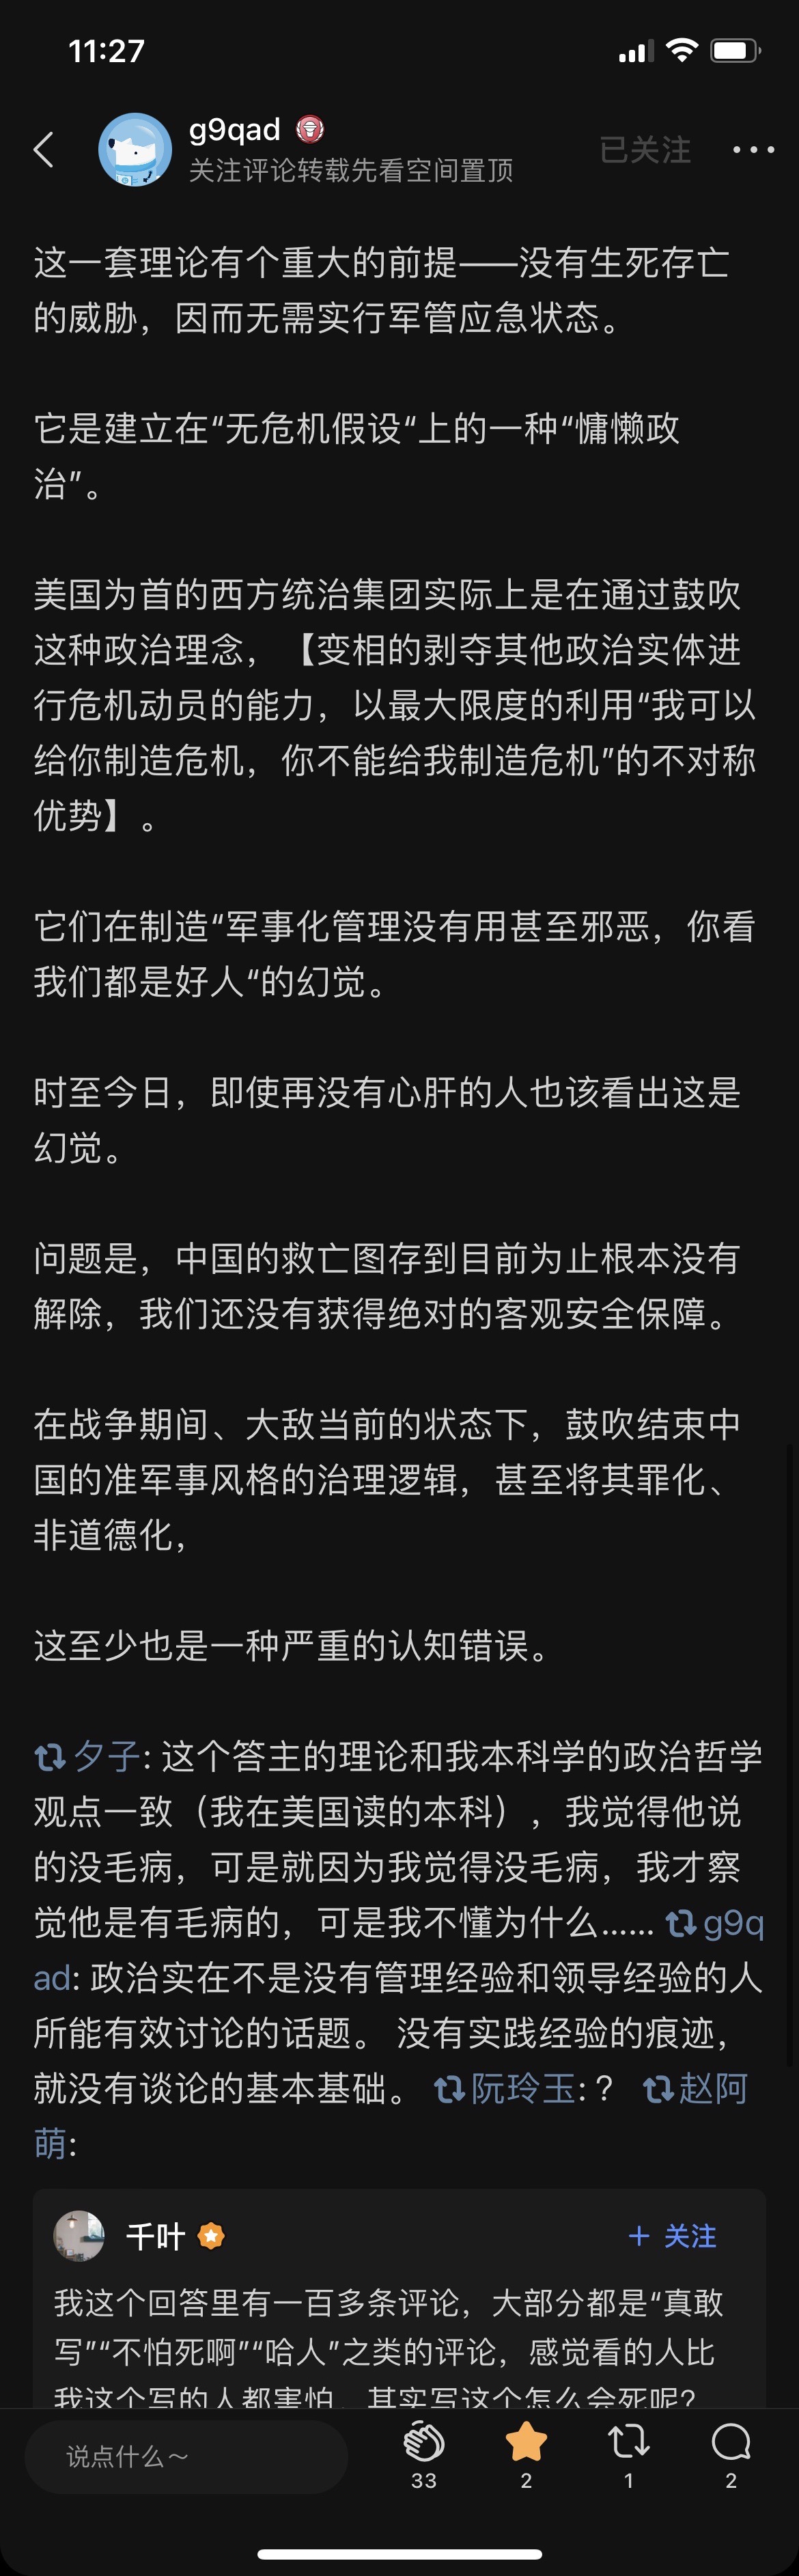 11:27
g9qad
关注评论转载先看空间置顶
已关注
这一套理论有个重大的前提——没有生死存亡
的威胁，因而无需实行军管应急状态。
它是建立在“无危机假设“上的一种“慵懒政
治”。
美国为首的西方统治集团实际上是在通过鼓吹
这种政治理念，【变相的剥夺其他政治实体进
行危机动员的能力，以最大限度的利用“我可以
给你制造危机，你不能给我制造危机”的不对称
优势】。
它们在制造“军事化管理没有用甚至邪恶，你看
我们都是好人“的幻觉。
时至今日，即使再没有心肝的人也该看出这是
幻觉。
问题是，中国的救亡图存到目前为止根本没有
解除，我们还没有获得绝对的客观安全保障。
在战争期间、大敌当前的状态下，鼓吹结束中
国的准军事风格的治理逻辑，甚至将其罪化、
非道德化，
这至少也是一种严重的认知错误。
夕子: 这个答主的理论和我本科学的政治哲学
观点一致（我在美国读的本科），我觉得他说
的没毛病，可是就因为我觉得没毛病，我才察
觉他是有毛病的，可是我不懂为什么…… g9q
ad: 政治实在不是没有管理经验和领导经验的人
所能有效讨论的话题。 没有实践经验的痕迹，
就没有谈论的基本基础。 阮玲玉: ？ 赵阿
萌:
千叶
+ 关注
我这个回答里有一百多条评论，大部分都是“真敢
写”“不怕死啊”“哈人”之类的评论，感觉看的人比
我这个写的人都害怕，其实写这个怎么会死呢？
说点什么～
33
2
1
2